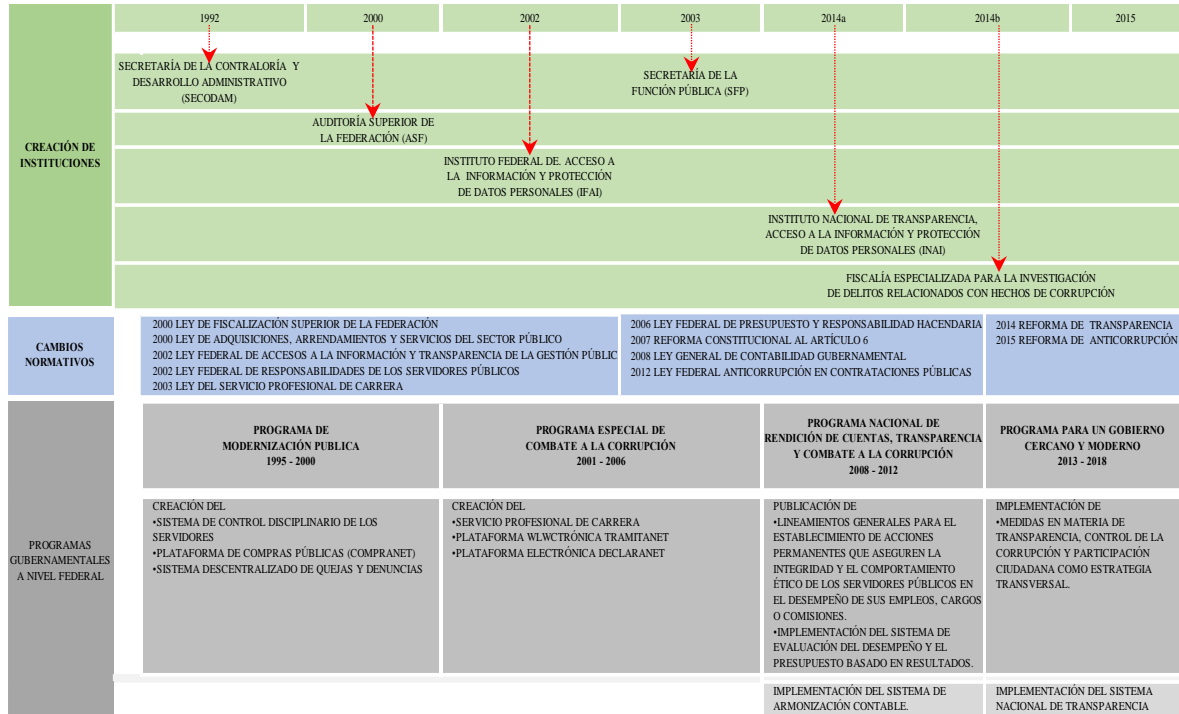 1992
2000
2002
2003
2014a
2014b
2015
CREACIÓN DE
INSTITUCIONES
SECRETARÍA DE LA CONTRALORÍA Y
DESARROLLO ADMINISTRATIVO
(SECODAM)
SECRETARÍA DE LA
FUNCIÓN PÚBLICA (SFP)
AUDITORÍA SUPERIOR DE
LA FEDERACIÓN (ASF)
INSTITUTO FEDERAL DE. ACCESO A
LA INFORMACIÓN Y PROTECCIÓN
DE DATOS PERSONALES (IFAI)
INSTITUTO NACIONAL DE TRANSPARENCIA,
ACCESO A LA INFORMACIÓN Y PROTECCIÓN
DE DATOS PERSONALES (INAI)
FISCALÍA ESPECIALIZADA PARA LA INVESTIGACIÓN
DE DELITOS RELACIONADOS CON HECHOS DE CORRUPCIÓN
CAMBIOS
NORMATIVOS
2000 LEY DE FISCALIZACIÓN SUPERIOR DE LA FEDERACIÓN
2000 LEY DE ADQUISICIONES, ARRENDAMIENTOS Y SERVICIOS DEL SECTOR PÚBLICO
2002 LEY FEDERAL DE ACCESOS A LA INFORMACIÓN Y TRANSPARENCIA DE LA GESTIÓN PÚBLIC
2002 LEY FEDERAL DE RESPONSABILIDADES DE LOS SERVIDORES PÚBLICOS
2003 LEY DEL SERVICIO PROFESIONAL DE CARRERA
2006 LEY FEDERAL DE PRESUPUESTO Y RESPONSABILIDAD HACENDARIA
2007 REFORMA CONSTITUCIONAL AL ARTÍCULO 6
2008 LEY GENERAL DE CONTABILIDAD GUBERNAMENTAL
2012 LEY FEDERAL ANTICORRUPCIÓN EN CONTRATACIONES PÚBLICAS
2014 REFORMA DE TRANSPARENCIA
2015 REFORMA DE ANTICORRUPCIÓN
PROGRAMAS
GUBERNAMENTALES
A NIVEL FEDERAL
PROGRAMA DE
MODERNIZACIÓN PUBLICA
1995 - 2000
PROGRAMA ESPECIAL DE
COMBATE A LA CORRUPCIÓN
2001 - 2006
PROGRAMA NACIONAL DE
RENDICIÓN DE CUENTAS, TRANSPARENCIA
Y COMBATE A LA CORRUPCIÓN
2008 - 2012
PROGRAMA PARA UN GOBIERNO
CERCANO Y MODERNO
2013 - 2018
CREACIÓN DEL
•SISTEMA DE CONTROL DISCIPLINARIO DE LOS
SERVIDORES
•PLATAFORMA DE COMPRAS PÚBLICAS (COMPRANET)
•SISTEMA DESCENTRALIZADO DE QUEJAS Y DENUNCIAS
CREACIÓN DEL
•SERVICIO PROFESIONAL DE CARRERA
•PLATAFORMA WLWCTRÓNICA TRAMITANET
•PLATAFORMA ELECTRÓNICA DECLARANET
PUBLICACIÓN DE
•LINEAMIENTOS GENERALES PARA EL
ESTABLECIMIENTO DE ACCIONES
PERMANENTES QUE ASEGUREN LA
INTEGRIDAD Y EL COMPORTAMIENTO
ÉTICO DE LOS SERVIDORES PÚBLICOS EN
EL DESEMPEÑO DE SUS EMPLEOS, CARGOS
O COMISIONES.
•IMPLEMENTACIÓN DEL SISTEMA DE
EVALUACIÓN DEL DESEMPEÑO Y EL
PRESUPUESTO BASADO EN RESULTADOS.
IMPLEMENTACIÓN DE
•MEDIDAS EN MATERIA DE
TRANSPARENCIA, CONTROL DE LA
CORRUPCIÓN Y PARTICIPACIÓN
CIUDADANA COMO ESTRATEGIA
TRANSVERSAL.
IMPLEMENTACIÓN DEL SISTEMA DE
ARMONIZACIÓN CONTABLE.
IMPLEMENTACIÓN DEL SISTEMA
NACIONAL DE TRANSPARENCIA